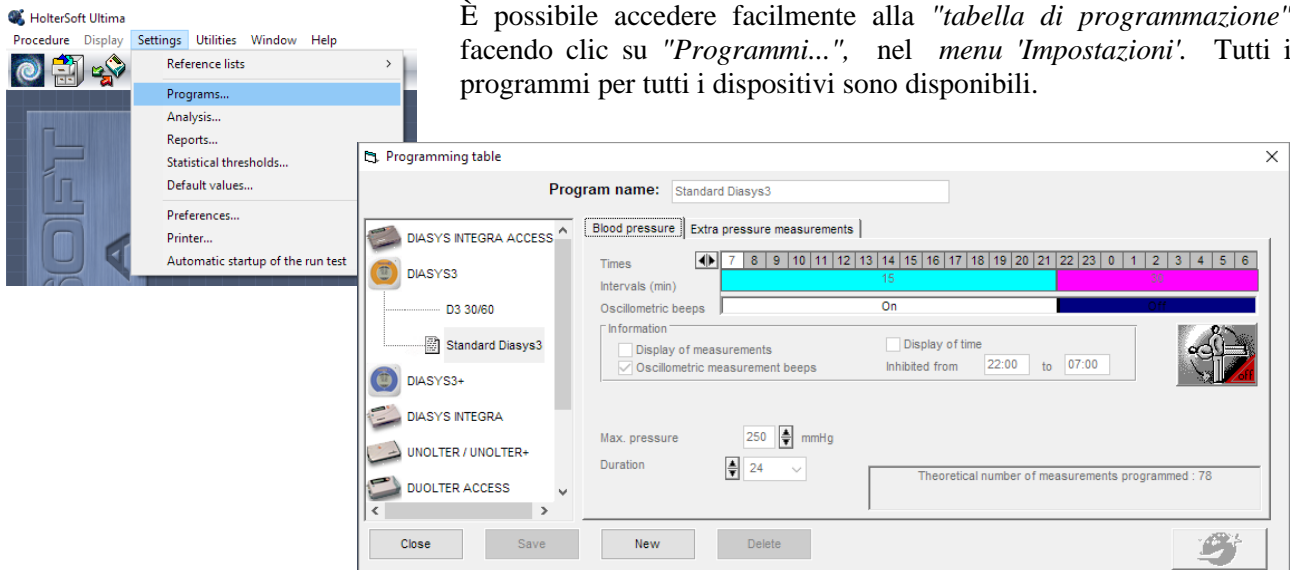 HolterSoft Ultima
Procedure Display Settings Utilities Window Help
Reference lists
Programs...
Analysis...
Reports...
Statistical thresholds...
Default values...
Preferences...
Printer...
Automatic startup of the run test
SOFT
È possibile accedere facilmente alla "tabella di programmazione"
facendo clic su "Programmi...", nel menu 'Impostazioni'. Tutti i
programmi per tutti i dispositivi sono disponibili.
Programming table
Program name: Standard Diasys3
DIASYS INTEGRA ACCESS
DIASYS3
D3 30/60
Standard Diasys3
DIASYS3+
DIASYS INTEGRA
UNOLTER / UNOLTER+
DUOLTER ACCESS
Blood pressure Extra pressure measurements
Times 7 8 9 10 11 12 13 14 15 16 17 18 19 20 21 22 23 0 1 2 3 4 5 6
Intervals (min) 15
Oscillometric beeps On Off
Information
Display of measurements Display of time
Oscillometric measurement beeps Inhibited from 22:00 to 07:00
off
Max. pressure 250 mmHg
Duration 24
Theoretical number of measurements programmed : 78
Close Save New Delete